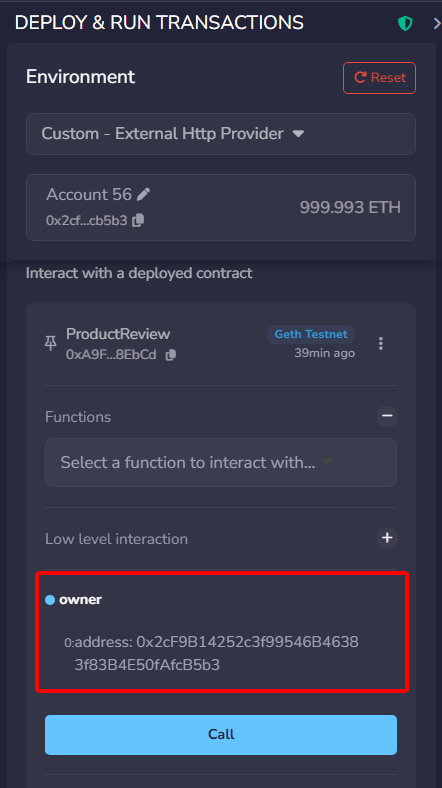 DEPLOY & RUN TRANSACTIONS
Environment
Reset
Custom - External Http Provider
Account 56
0x2cf...cb5b3
999.993 ETH
Interact with a deployed contract
ProductReview
Geth Testnet
0xA9F...8EbCd
39min ago
Functions
Select a function to interact with...
Low level interaction
owner
0:address: 0x2cF9B14252c3f99546B4638
3f83B4E50fAfcB5b3
Call